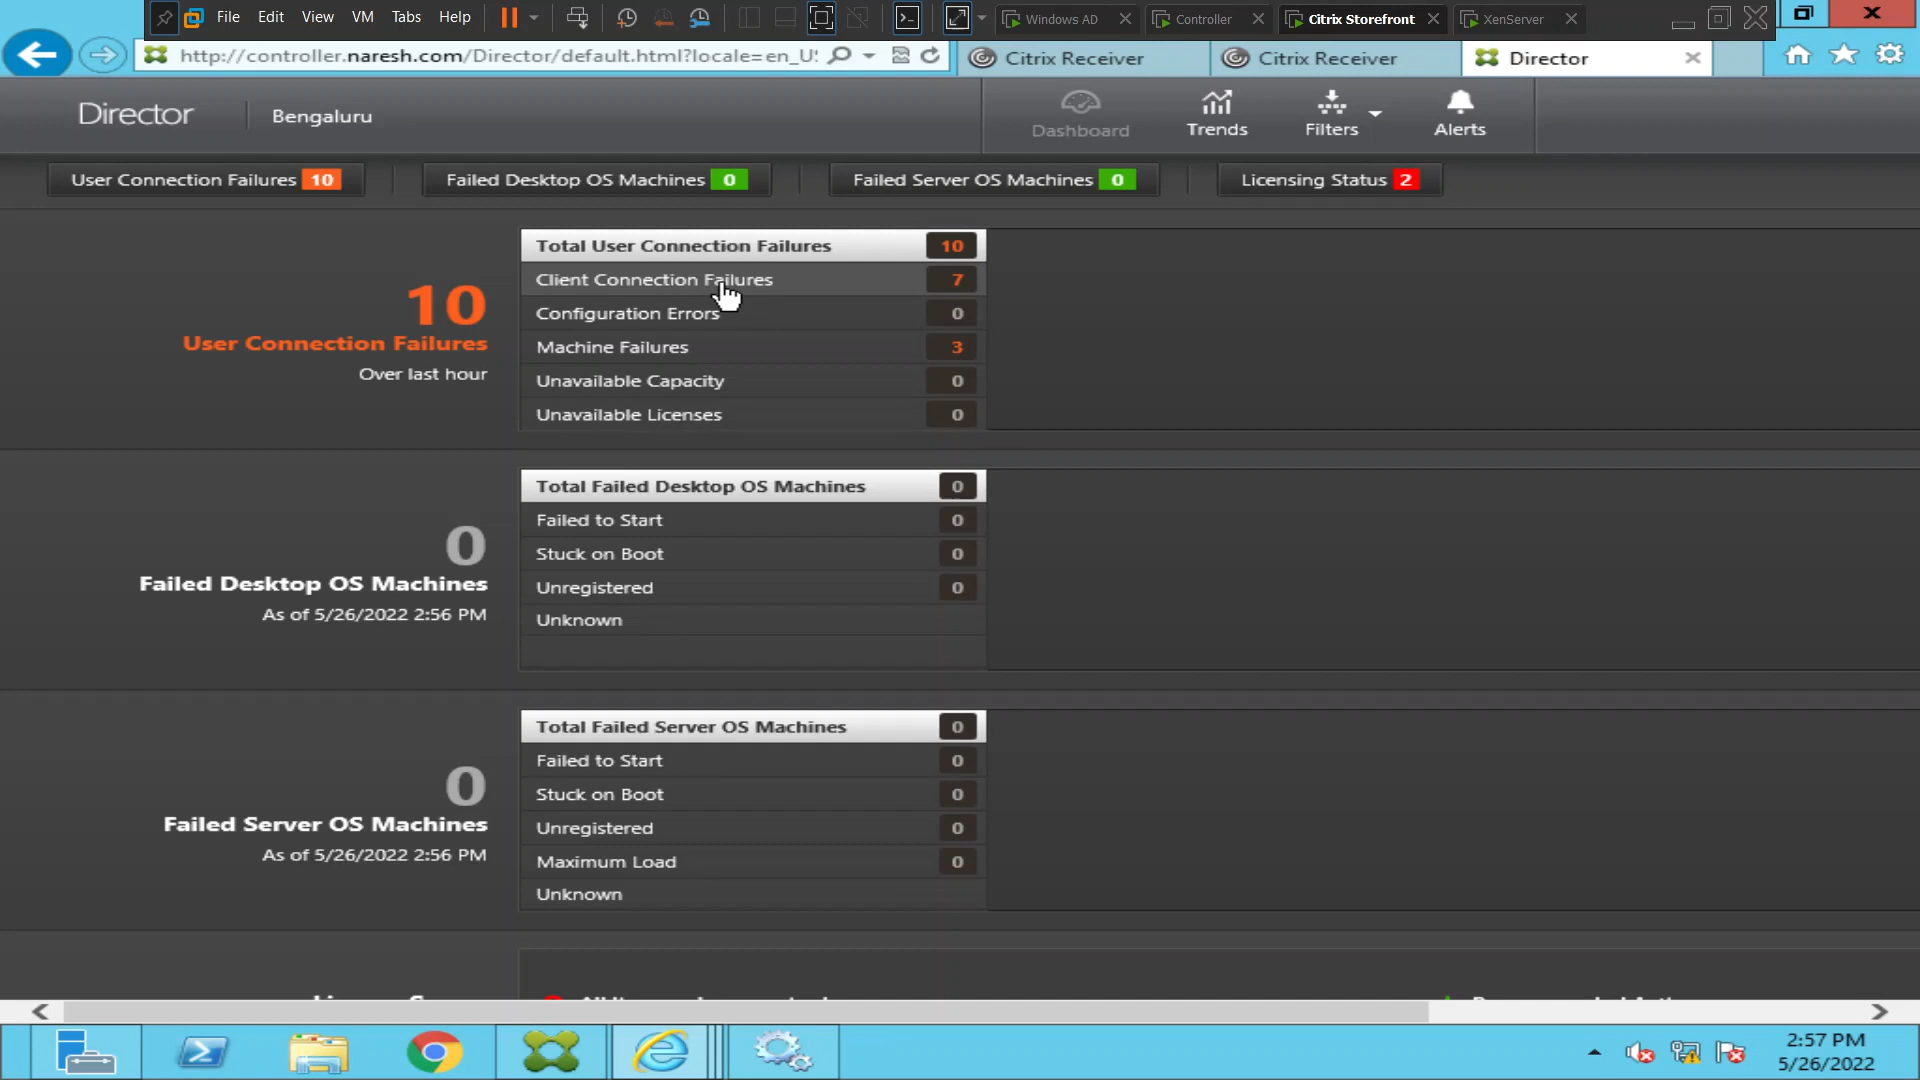 File Edit View VM Tabs Help
Windows AD
Controller
Citrix Storefront
XenServer
http://controller.naresh.com/Director/default.html?locale=en_U
Citrix Receiver
Citrix Receiver
Director
Director
Bengaluru
Dashboard
Trends
Filters
Alerts
User Connection Failures 10
Failed Desktop OS Machines 0
Failed Server OS Machines 0
Licensing Status 2
10
User Connection Failures
Over last hour
Total User Connection Failures 10
Client Connection Failures 7
Configuration Errors 0
Machine Failures 3
Unavailable Capacity 0
Unavailable Licenses 0
0
Failed Desktop OS Machines
As of 5/26/2022 2:56 PM
Total Failed Desktop OS Machines 0
Failed to Start 0
Stuck on Boot 0
Unregistered 0
Unknown
0
Failed Server OS Machines
As of 5/26/2022 2:56 PM
Total Failed Server OS Machines 0
Failed to Start 0
Stuck on Boot 0
Unregistered 0
Maximum Load 0
Unknown
2:57 PM
5/26/2022